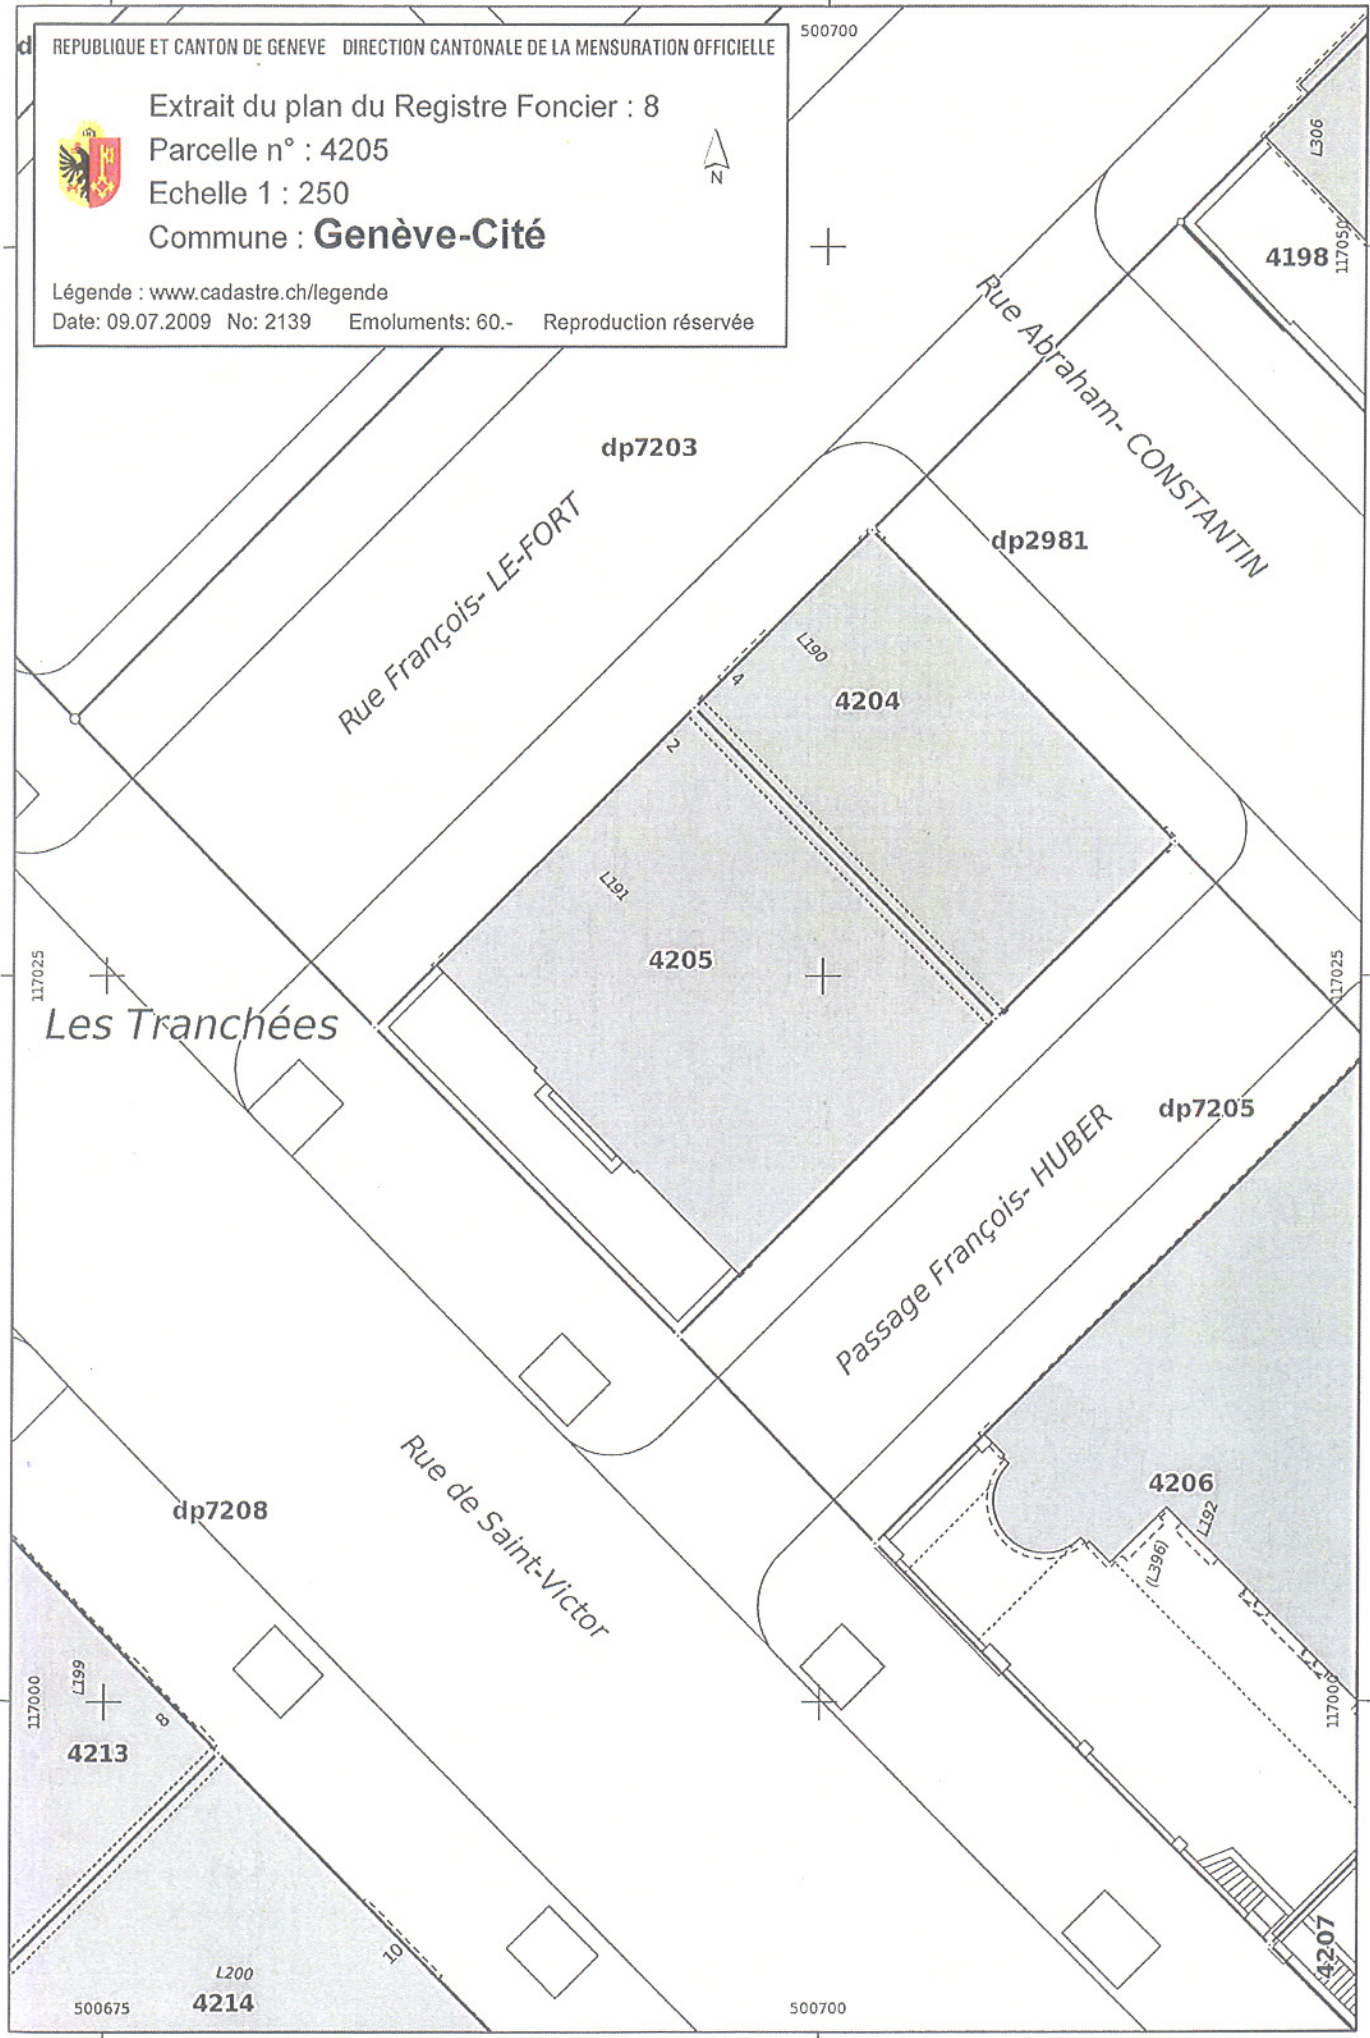 d
REPUBLIQUE ET CANTON DE GENEVE DIRECTION CANTONALE DE LA MENSURATION OFFICIELLE
Extrait du plan du Registre Foncier : 8
Parcelle n° : 4205
Echelle 1 : 250
Commune : Genève-Cité
N
Légende : www.cadastre.ch/legende
Date: 09.07.2009 No: 2139 Emoluments: 60.- Reproduction réservée
500700
L306
4198
117050
Rue Abraham- CONSTANTIN
dp7203
Rue François- LE-FORT
dp2981
L190
4
4204
2
L191
4205
117025
117025
Les Tranchées
dp7205
Passage François- HUBER
Rue de Saint-Victor
4206
L192
(L396)
dp7208
117000
L199
8
4213
117000
4207
10
L200
4214
500675
500700